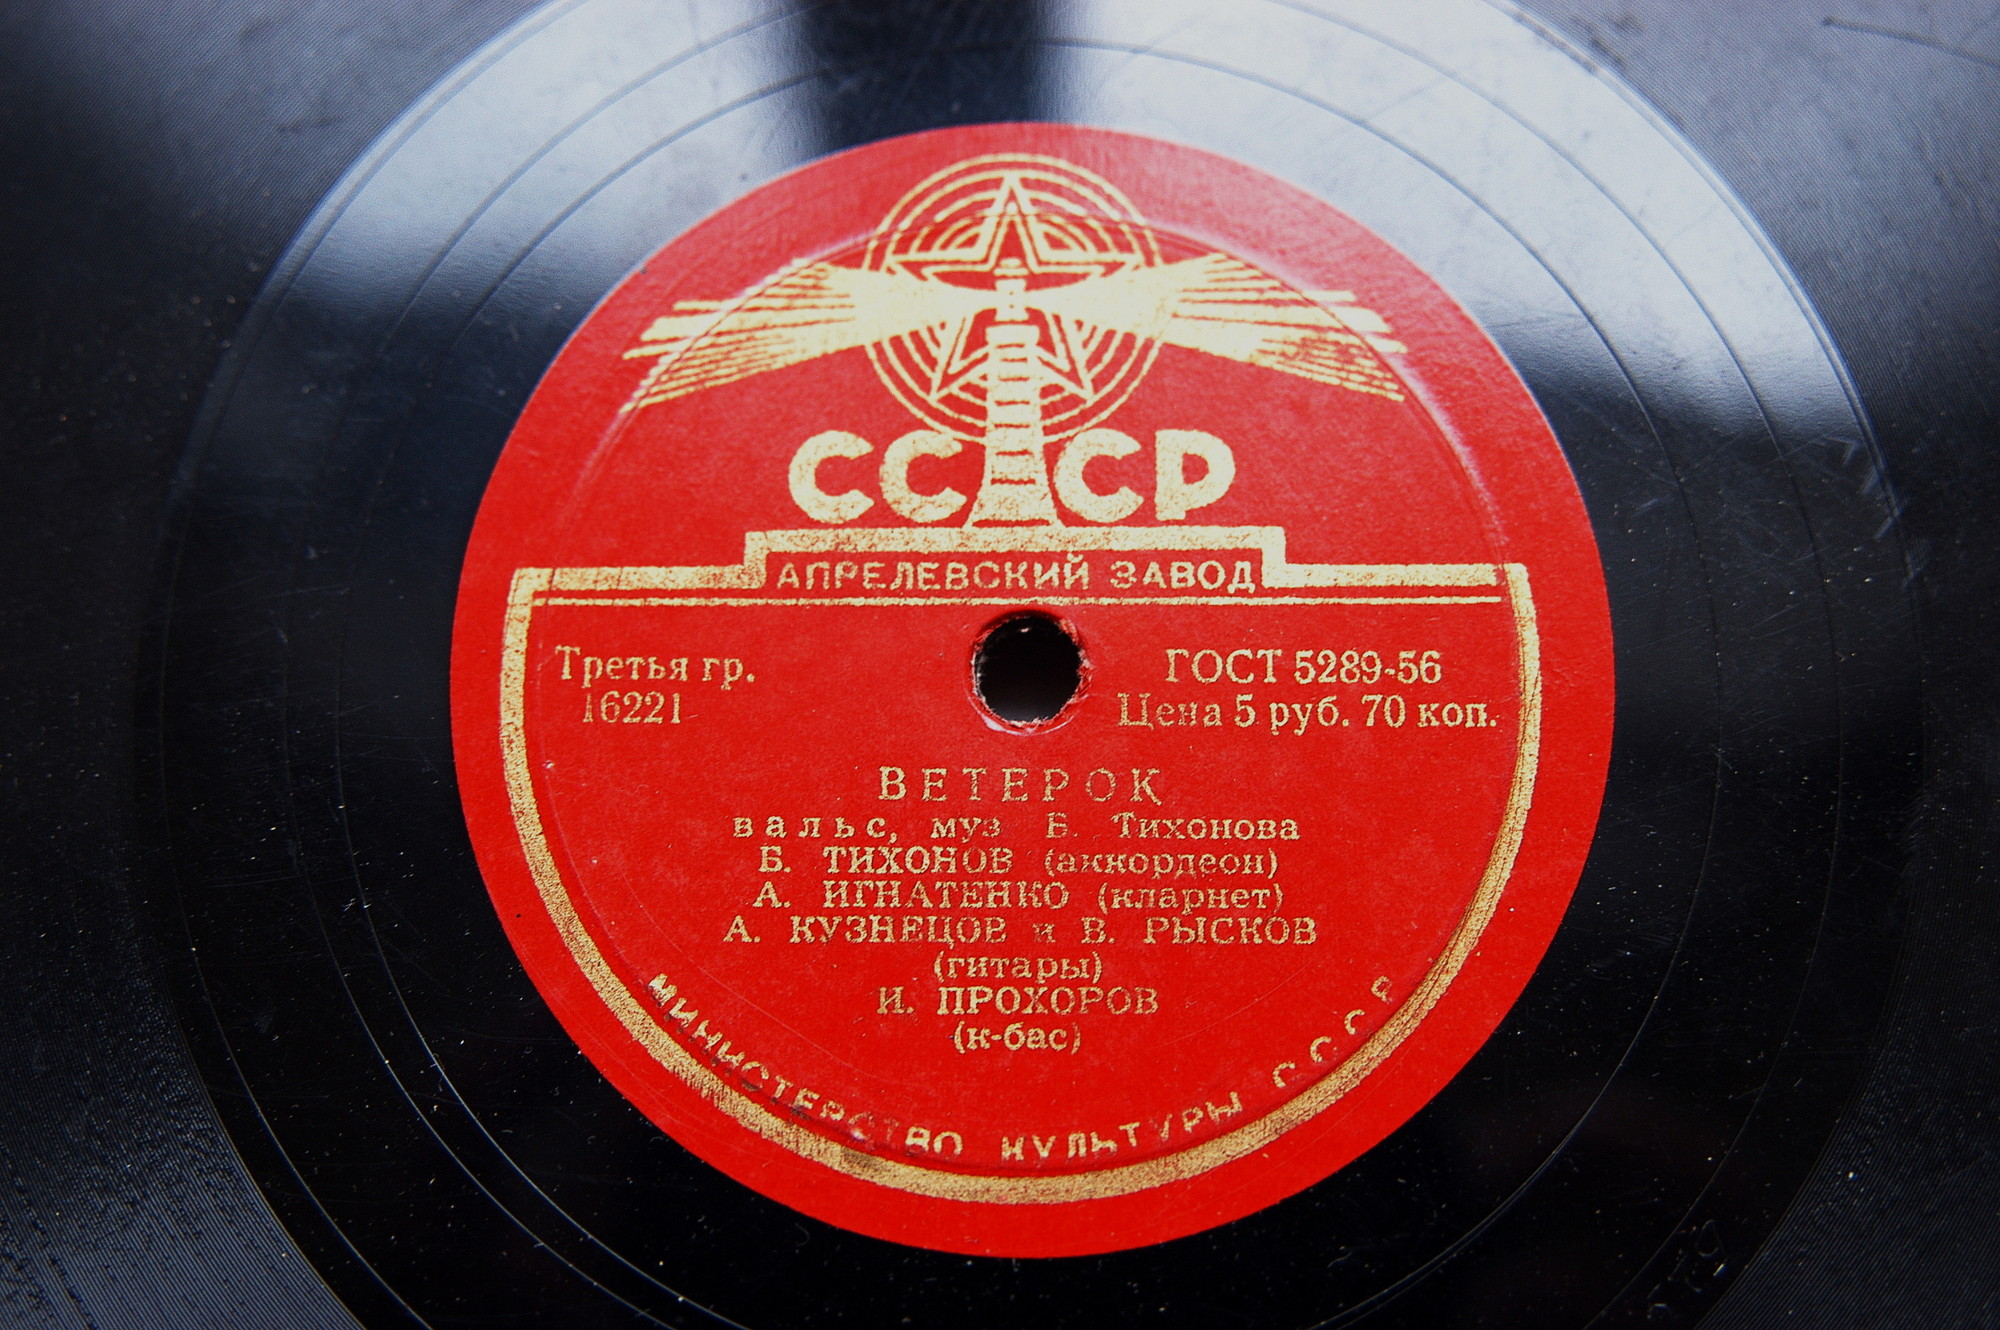 СССР
АПРЕЛЕВСКИЙ ЗАВОД
Третья гр.
16221
ГОСТ 5289-56
Цена 5 руб. 70 коп.
ВЕТЕРОК
вальс, муз Б. Тихонова
Б. ТИХОНОВ (аккордеон)
А. ИГНАТЕНКО (кларнет)
А. КУЗНЕЦОВ и В. РЫСКОВ
(гитары)
И. ПРОХОРОВ
(к-бас)
МИНИСТЕРСТВО КУЛЬТУРЫ СССР